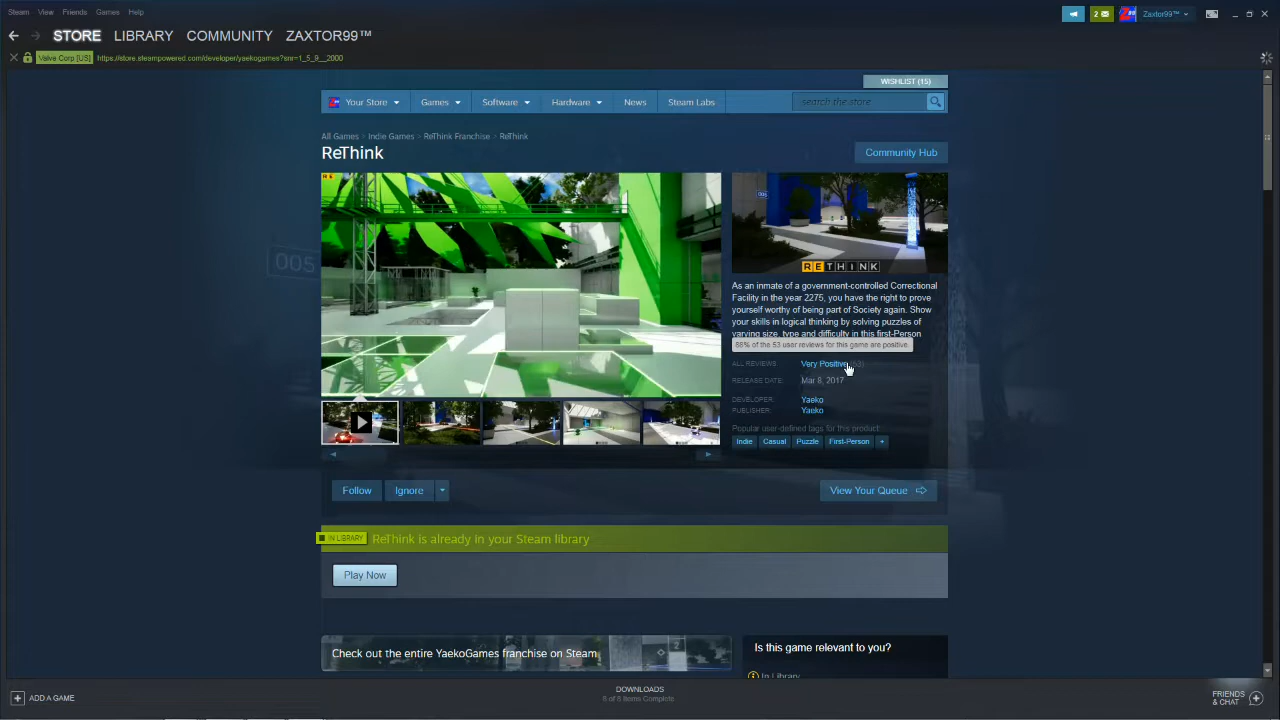 Steam View Friends Games Help
2
Zaxtor99™
STORE LIBRARY COMMUNITY ZAXTOR99™
Valve Corp [US] https://store.steampowered.com/developer/yaekogames?snr=1_5_9__2000
WISHLIST (15)
Your Store Games Software Hardware News Steam Labs search the store
All Games > Indie Games > ReThink Franchise > ReThink
ReThink
Community Hub
005
RETHINK
As an inmate of a government-controlled Correctional
Facility in the year 2275, you have the right to prove
yourself worthy of being part of Society again. Show
your skills in logical thinking by solving puzzles of
varying size, type and difficulty in this first-Person
88% of the 53 user reviews for this game are positive.
ALL REVIEWS: Very Positive (53)
RELEASE DATE: Mar 8, 2017
DEVELOPER: Yaeko
PUBLISHER: Yaeko
Popular user-defined tags for this product:
Indie Casual Puzzle First-Person +
Follow Ignore View Your Queue
IN LIBRARY ReThink is already in your Steam library
Play Now
Check out the entire YaekoGames franchise on Steam
Is this game relevant to you?
In Library
ADD A GAME
DOWNLOADS
6 of 6 Items Complete
FRIENDS
& CHAT